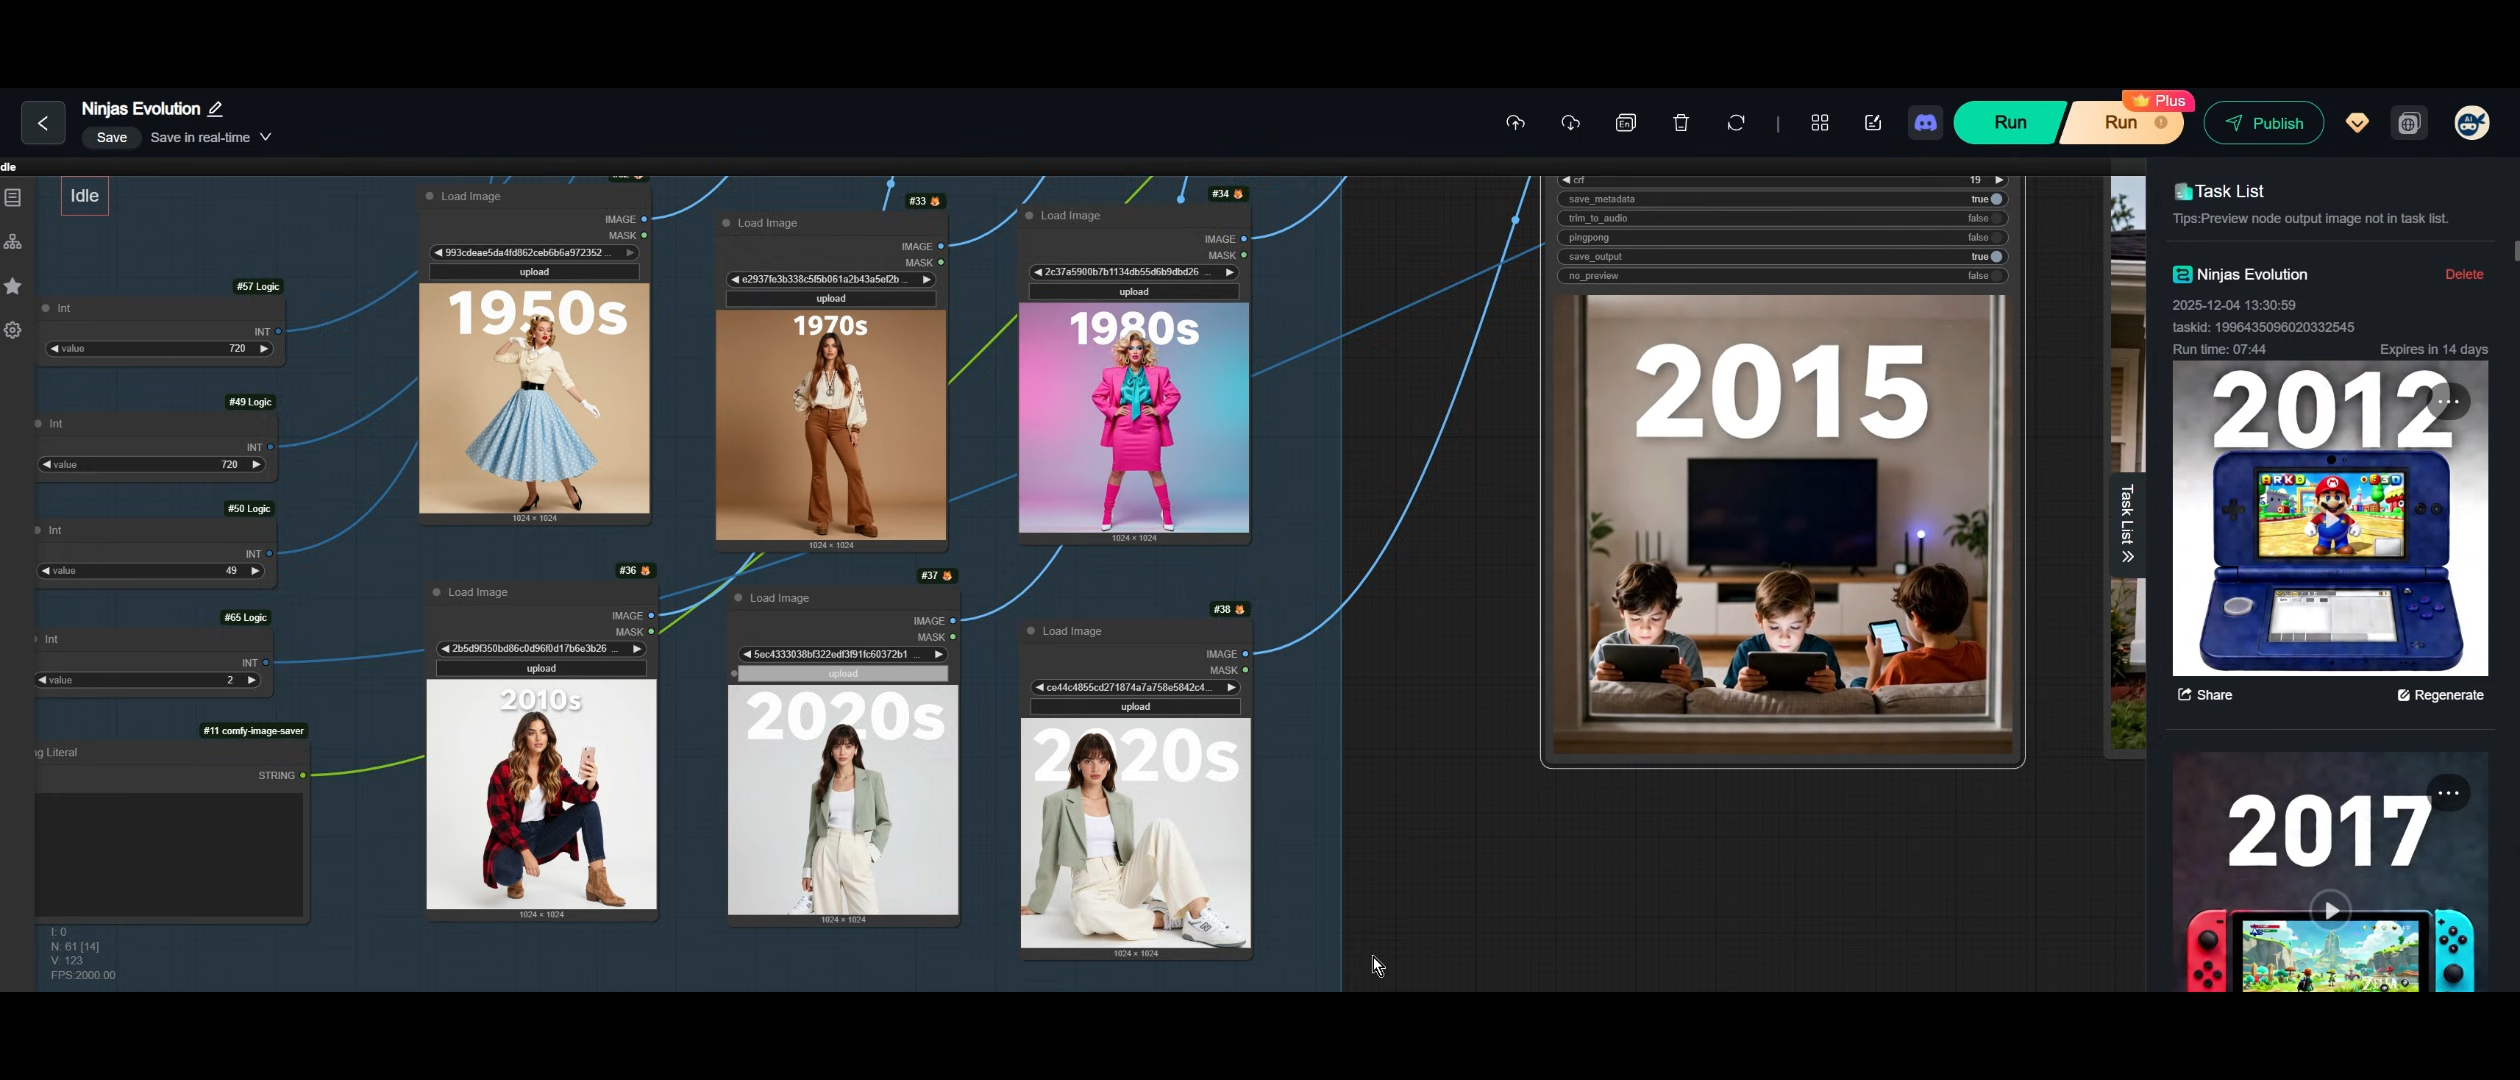 Ninjas Evolution
Save
Save in real-time
Run
Run
Plus
Publish
dle
Idle
#57 Logic
Int
INT
value
720
#49 Logic
Int
INT
value
720
#50 Logic
Int
INT
value
49
#65 Logic
Int
INT
value
2
#11 comfy-image-saver
ng Literal
STRING
I: 0
N: 61 [14]
V: 123
FPS:2000.00
Load Image
IMAGE
MASK
993cdeae5da4fd862ceb6b6a972352 ...
upload
1950s
1024 × 1024
#33
Load Image
IMAGE
MASK
e2937fe3b338c5f5b061a2b43a5ef2b ...
upload
1970s
1024 × 1024
#34
Load Image
IMAGE
MASK
2c37a5900b7b1134db55d6b9dbd26 ...
upload
1980s
1024 × 1024
#36
Load Image
IMAGE
MASK
2b5d9f350bd86c0d96f0d17b6e3b26 ...
upload
2010s
1024 × 1024
#37
Load Image
IMAGE
MASK
5ec4333038bf322edf3f91fc60372b1 ...
upload
2020s
1024 × 1024
#38
Load Image
IMAGE
MASK
ce44c4855cd271874a7a758e5842c4...
upload
2020s
1024 × 1024
crf
19
save_metadata
true
trim_to_audio
false
pingpong
false
save_output
true
no_preview
false
2015
Task List
Task List
Tips:Preview node output image not in task list.
Ninjas Evolution
Delete
2025-12-04 13:30:59
taskid: 1996435096020332545
Run time: 07:44
Expires in 14 days
2012
Share
Regenerate
2017